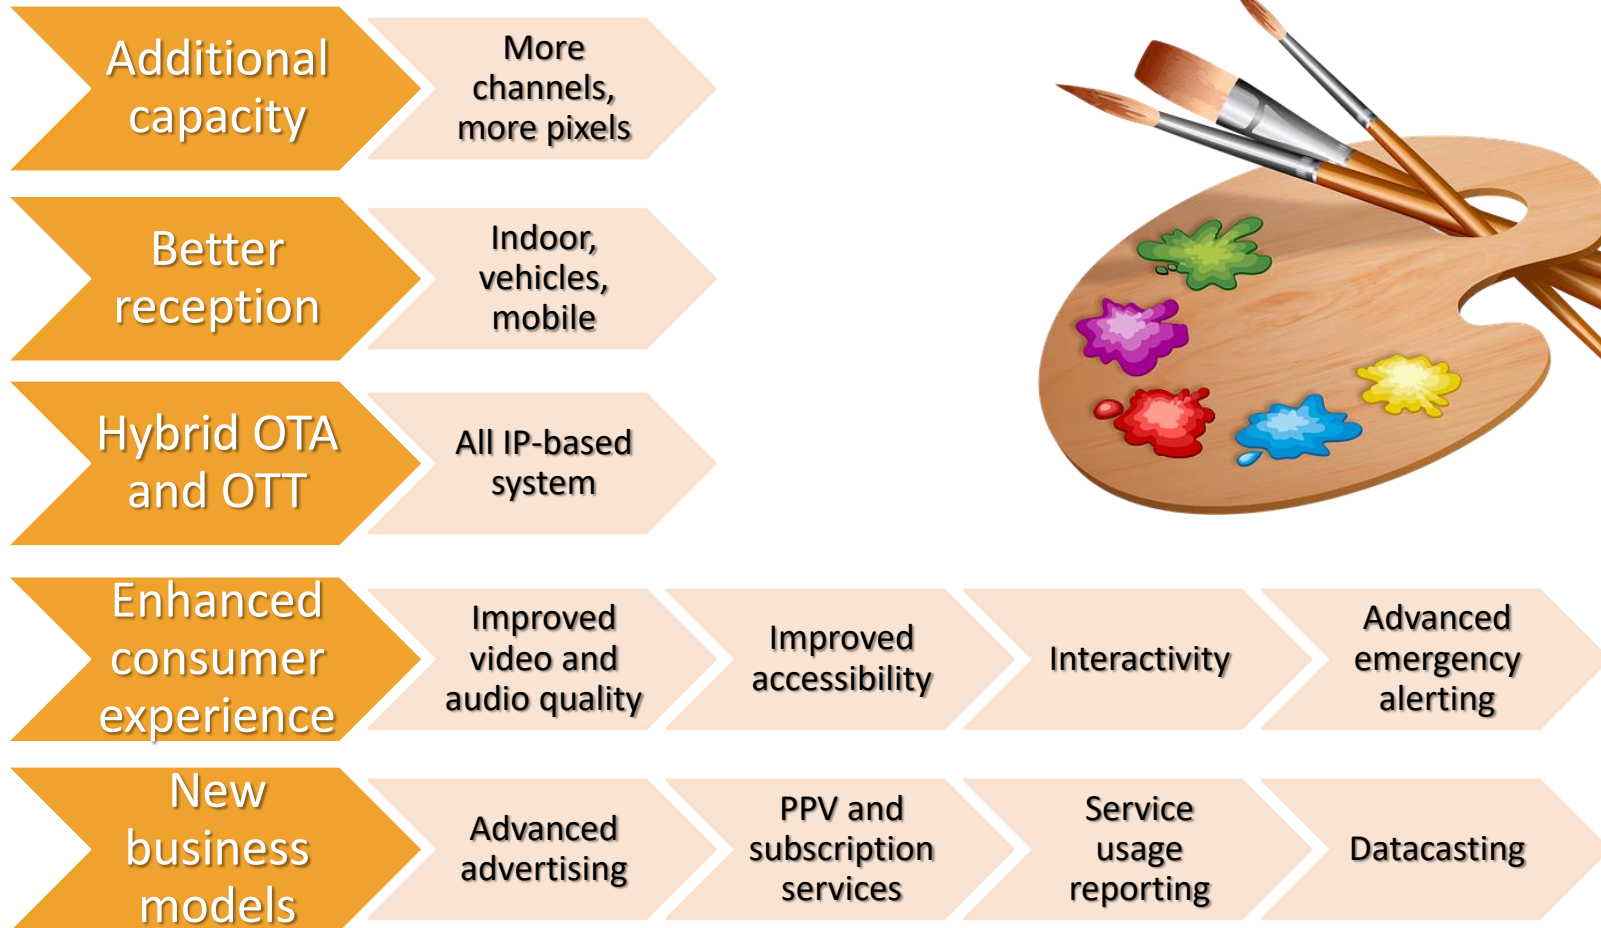 Additional
capacity
More
channels,
more pixels
Better
reception
Indoor,
vehicles,
mobile
Hybrid OTA
and OTT
All IP-based
system
Enhanced
consumer
experience
Improved
video and
audio quality
Improved
accessibility
Interactivity
Advanced
emergency
alerting
New
business
models
Advanced
advertising
PPV and
subscription
services
Service
usage
reporting
Datacasting